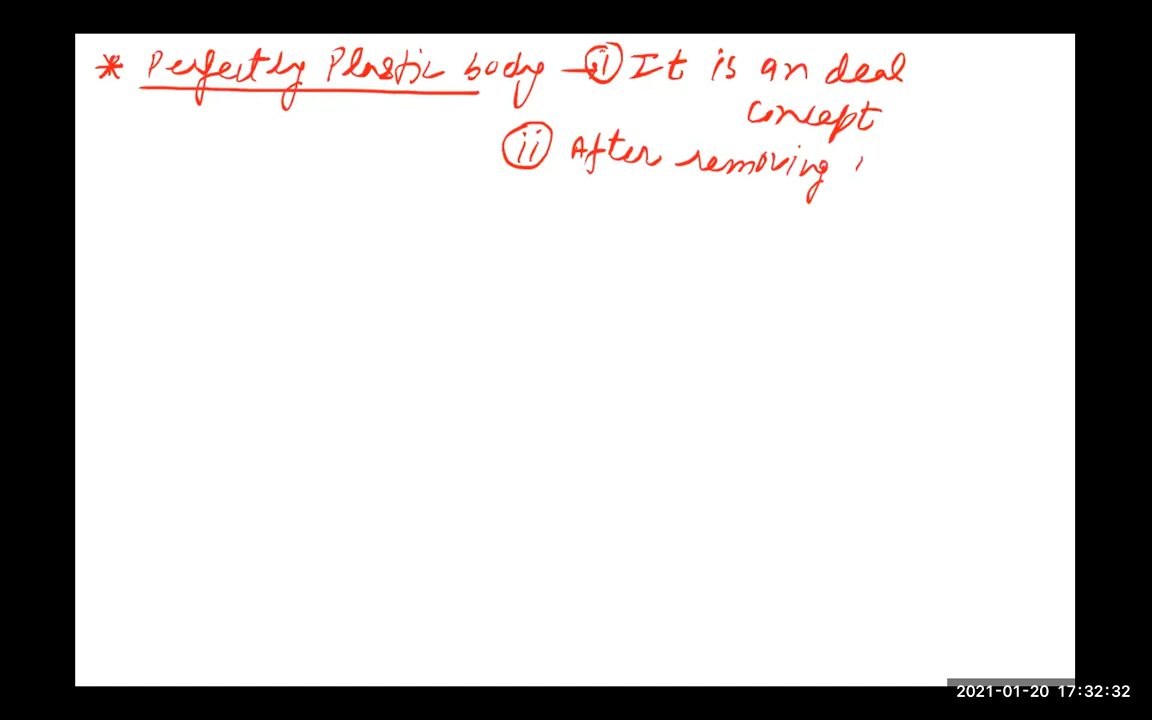 * Perfectly Plastic body → (i) It is an deal
concept
(ii) After removing
2021-01-20 17:32:32